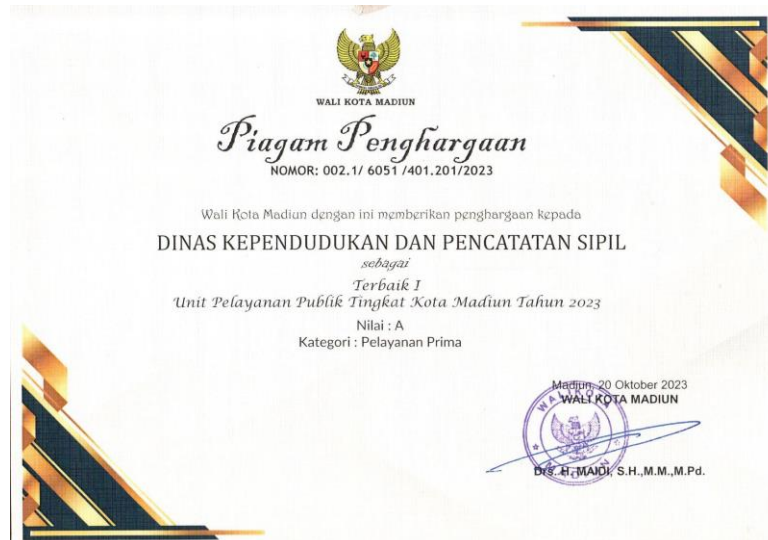 WALI KOTA MADIUN
Piagam Penghargaan
NOMOR: 002.1/ 6051 /401.201/2023
Wali Kota Madiun dengan ini memberikan penghargaan kepada
DINAS KEPENDUDUKAN DAN PENCATATAN SIPIL
sebagai
Terbaik I
Unit Pelayanan Publik Tingkat Kota Madiun Tahun 2023
Nilai : A
Kategori : Pelayanan Prima
Madiun, 20 Oktober 2023
WALI KOTA MADIUN
WALIKOTA
MADIUN
Drs. H. MAIDI, S.H.,M.M.,M.Pd.